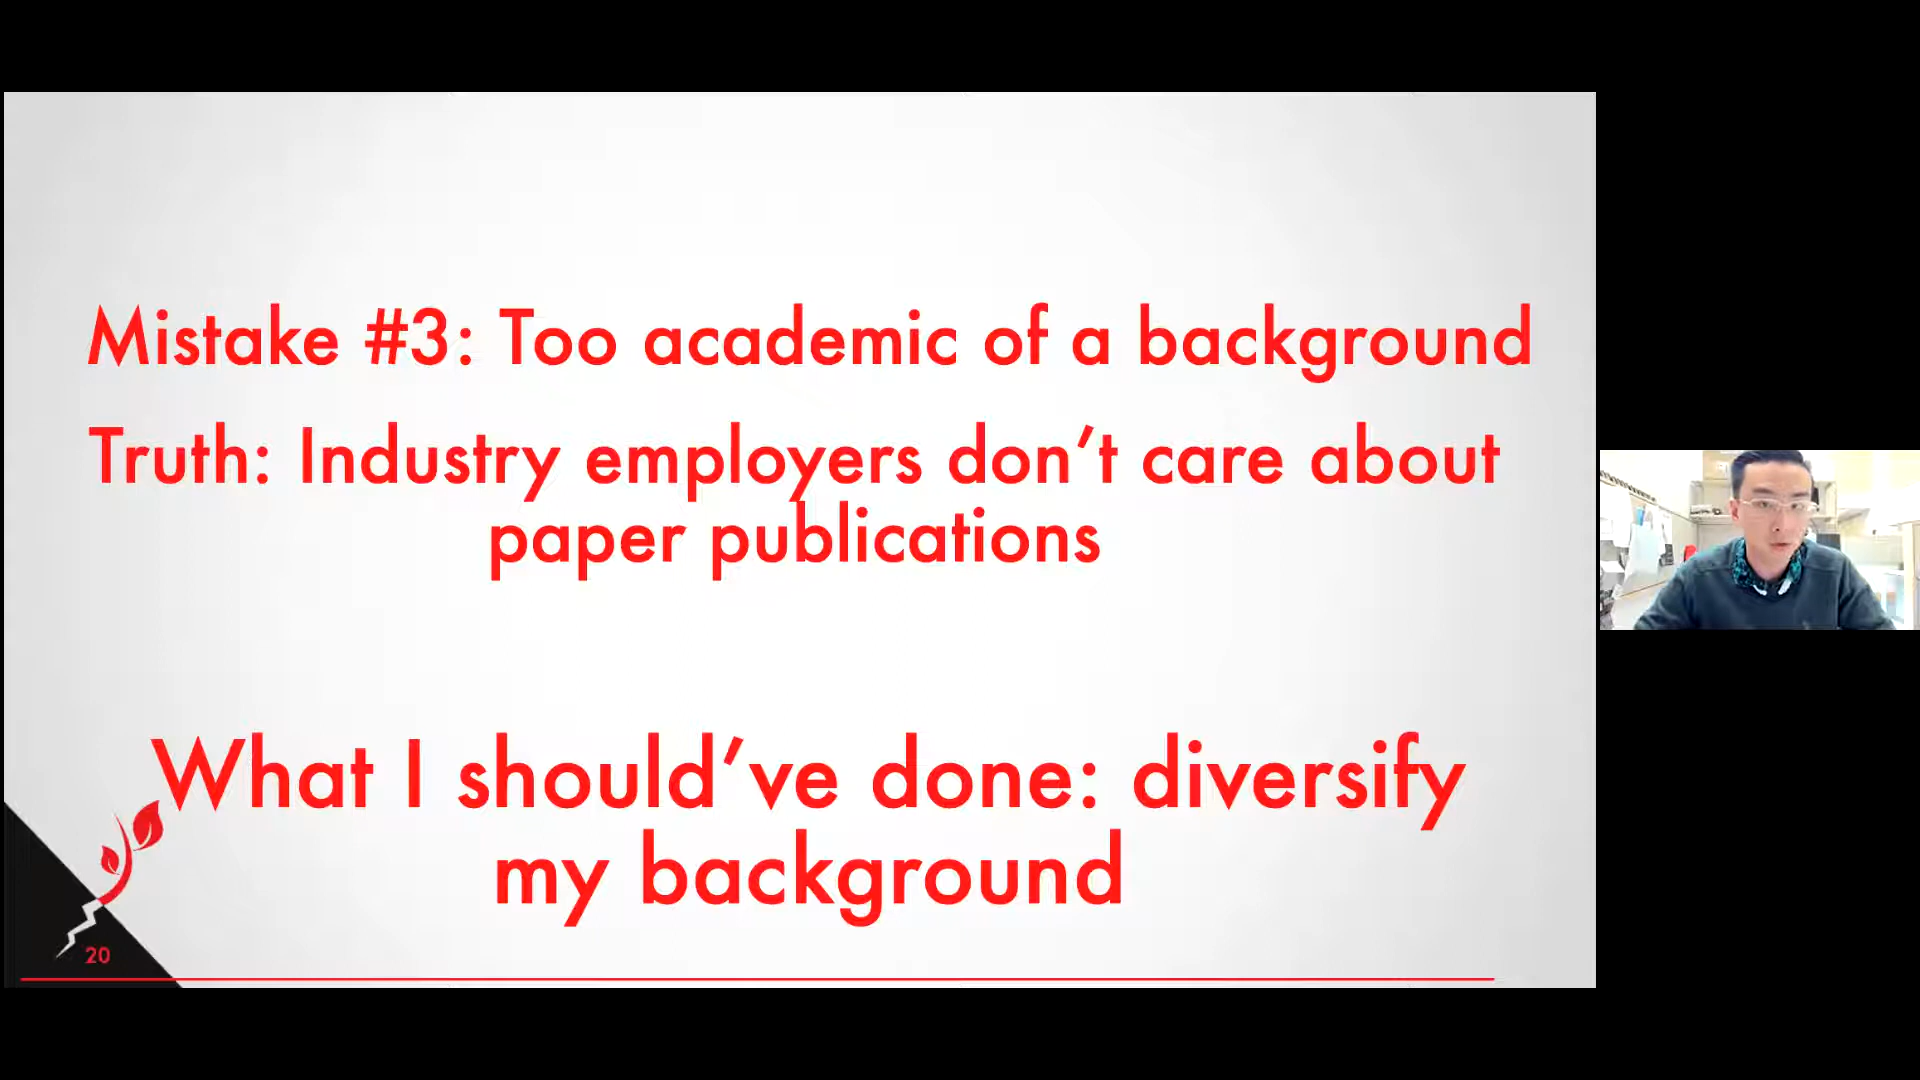 Mistake #3: Too academic of a background
Truth: Industry employers don’t care about
paper publications
What I should’ve done: diversify
my background
20